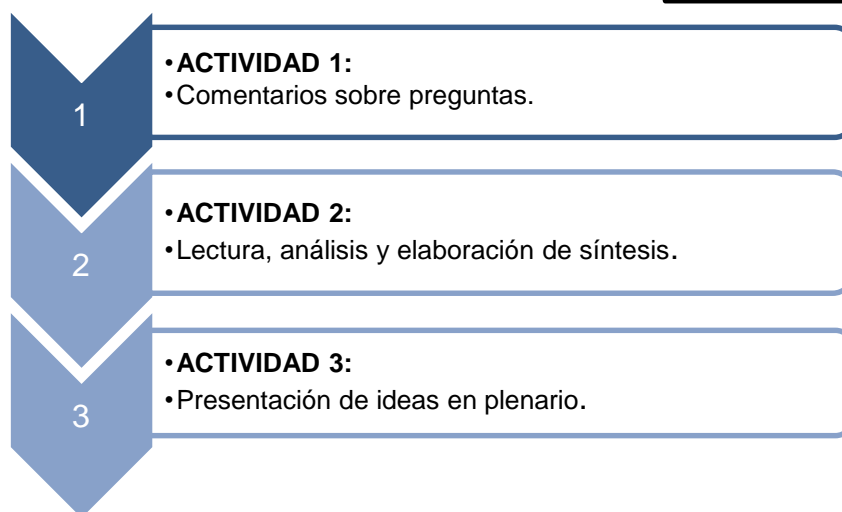 1
•ACTIVIDAD 1:
•Comentarios sobre preguntas.
2
•ACTIVIDAD 2:
•Lectura, análisis y elaboración de síntesis.
3
•ACTIVIDAD 3:
•Presentación de ideas en plenario.